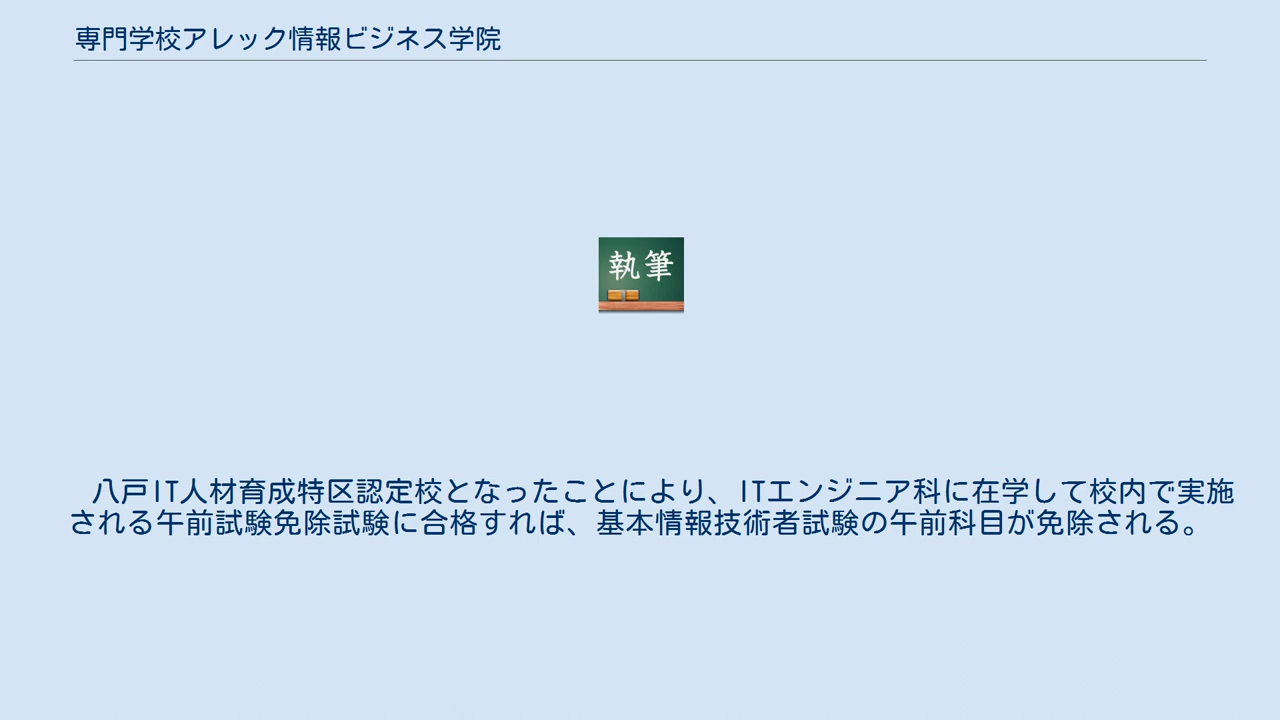 専門学校アレック情報ビジネス学院
執筆
八戸IT人材育成特区認定校となったことにより、ITエンジニア科に在学して校内で実施
される午前試験免除試験に合格すれば、基本情報技術者試験の午前科目が免除される。